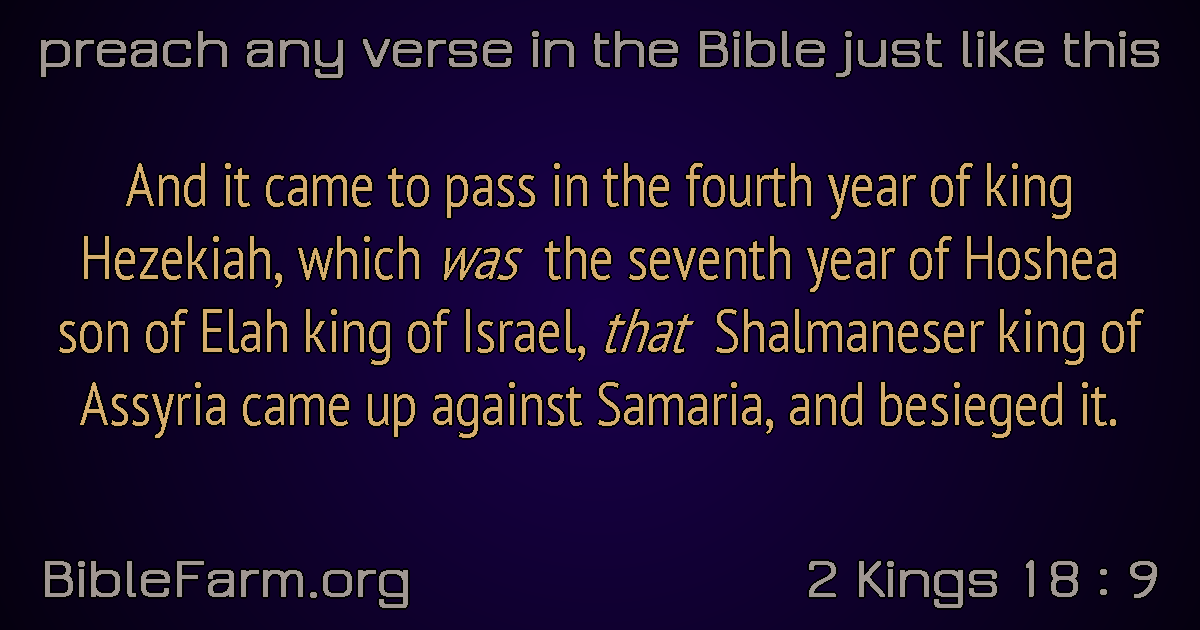 preach any verse in the Bible just like this
And it came to pass in the fourth year of king
Hezekiah, which was the seventh year of Hoshea
son of Elah king of Israel, that Shalmaneser king of
Assyria came up against Samaria, and besieged it.
BibleFarm.org
2 Kings 18 : 9